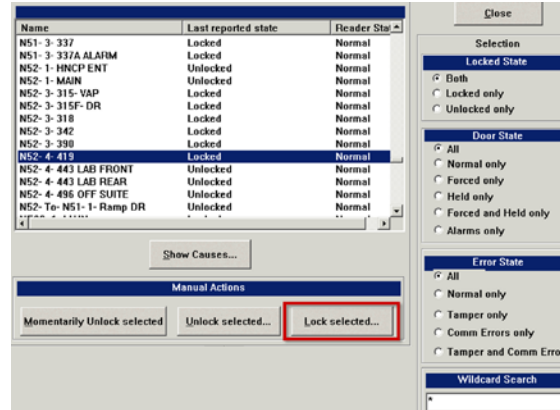 Name Last reported state Reader Sta
N51- 3- 337 Locked Normal
N51- 3- 337A ALARM Locked Normal
N52- 1- HNCP ENT Unlocked Normal
N52- 1- MAIN Unlocked Normal
N52- 3- 315- VAP Locked Normal
N52- 3- 315F- DR Locked Normal
N52- 3- 318 Locked Normal
N52- 3- 342 Locked Normal
N52- 3- 390 Locked Normal
N52- 4- 419 Locked Normal
N52- 4- 443 LAB FRONT Unlocked Normal
N52- 4- 443 LAB REAR Unlocked Normal
N52- 4- 496 OFF SUITE Unlocked Normal
N52- To- N51- 1- Ramp DR Unlocked Normal
Show Causes...
Manual Actions
Momentarily Unlock selected Unlock selected... Lock selected...
Close
Selection
Locked State
Both
Locked only
Unlocked only
Door State
All
Normal only
Forced only
Held only
Forced and Held only
Alarms only
Error State
All
Normal only
Tamper only
Comm Errors only
Tamper and Comm Erro
Wildcard Search
*